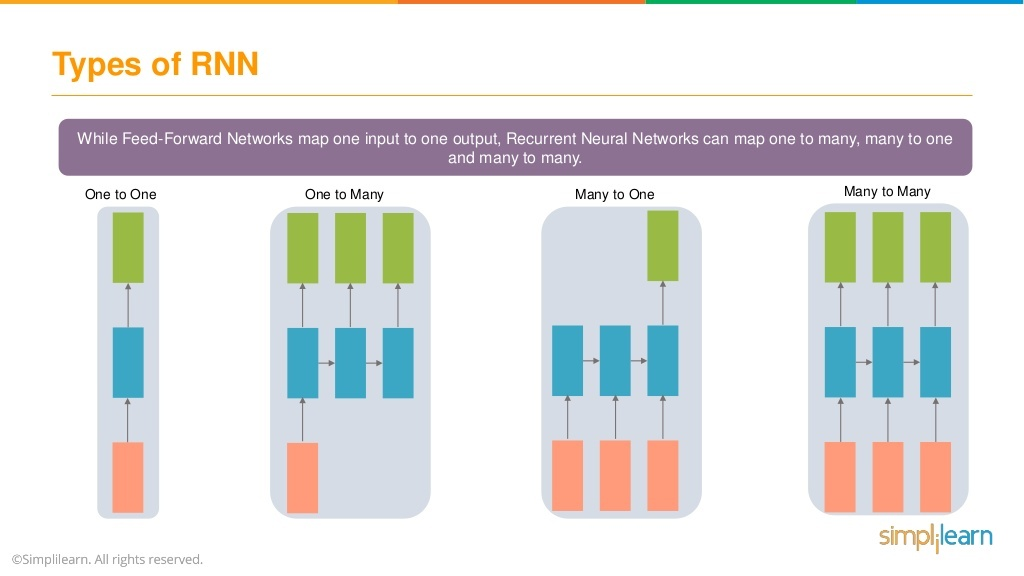 Types of RNN
While Feed-Forward Networks map one input to one output, Recurrent Neural Networks can map one to many, many to one
and many to many.
One to One
One to Many
Many to One
Many to Many
simplilearn
©Simplilearn. All rights reserved.